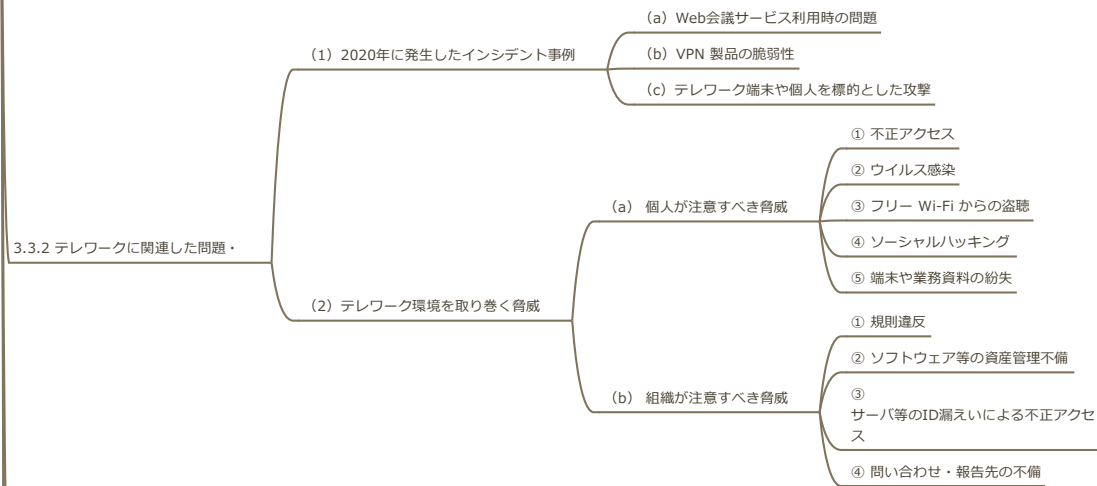 3.3.2 テレワークに関連した問題・
(1)2020年に発生したインシデント事例
(a)Web会議サービス利用時の問題
(b)VPN 製品の脆弱性
(c)テレワーク端末や個人を標的とした攻撃
(2)テレワーク環境を取り巻く脅威
(a) 個人が注意すべき脅威
① 不正アクセス
② ウイルス感染
③ フリー Wi-Fi からの盗聴
④ ソーシャルハッキング
⑤ 端末や業務資料の紛失
(b) 組織が注意すべき脅威
① 規則違反
② ソフトウェア等の資産管理不備
③
サーバ等のID漏えいによる不正アクセ
ス
④ 問い合わせ・報告先の不備